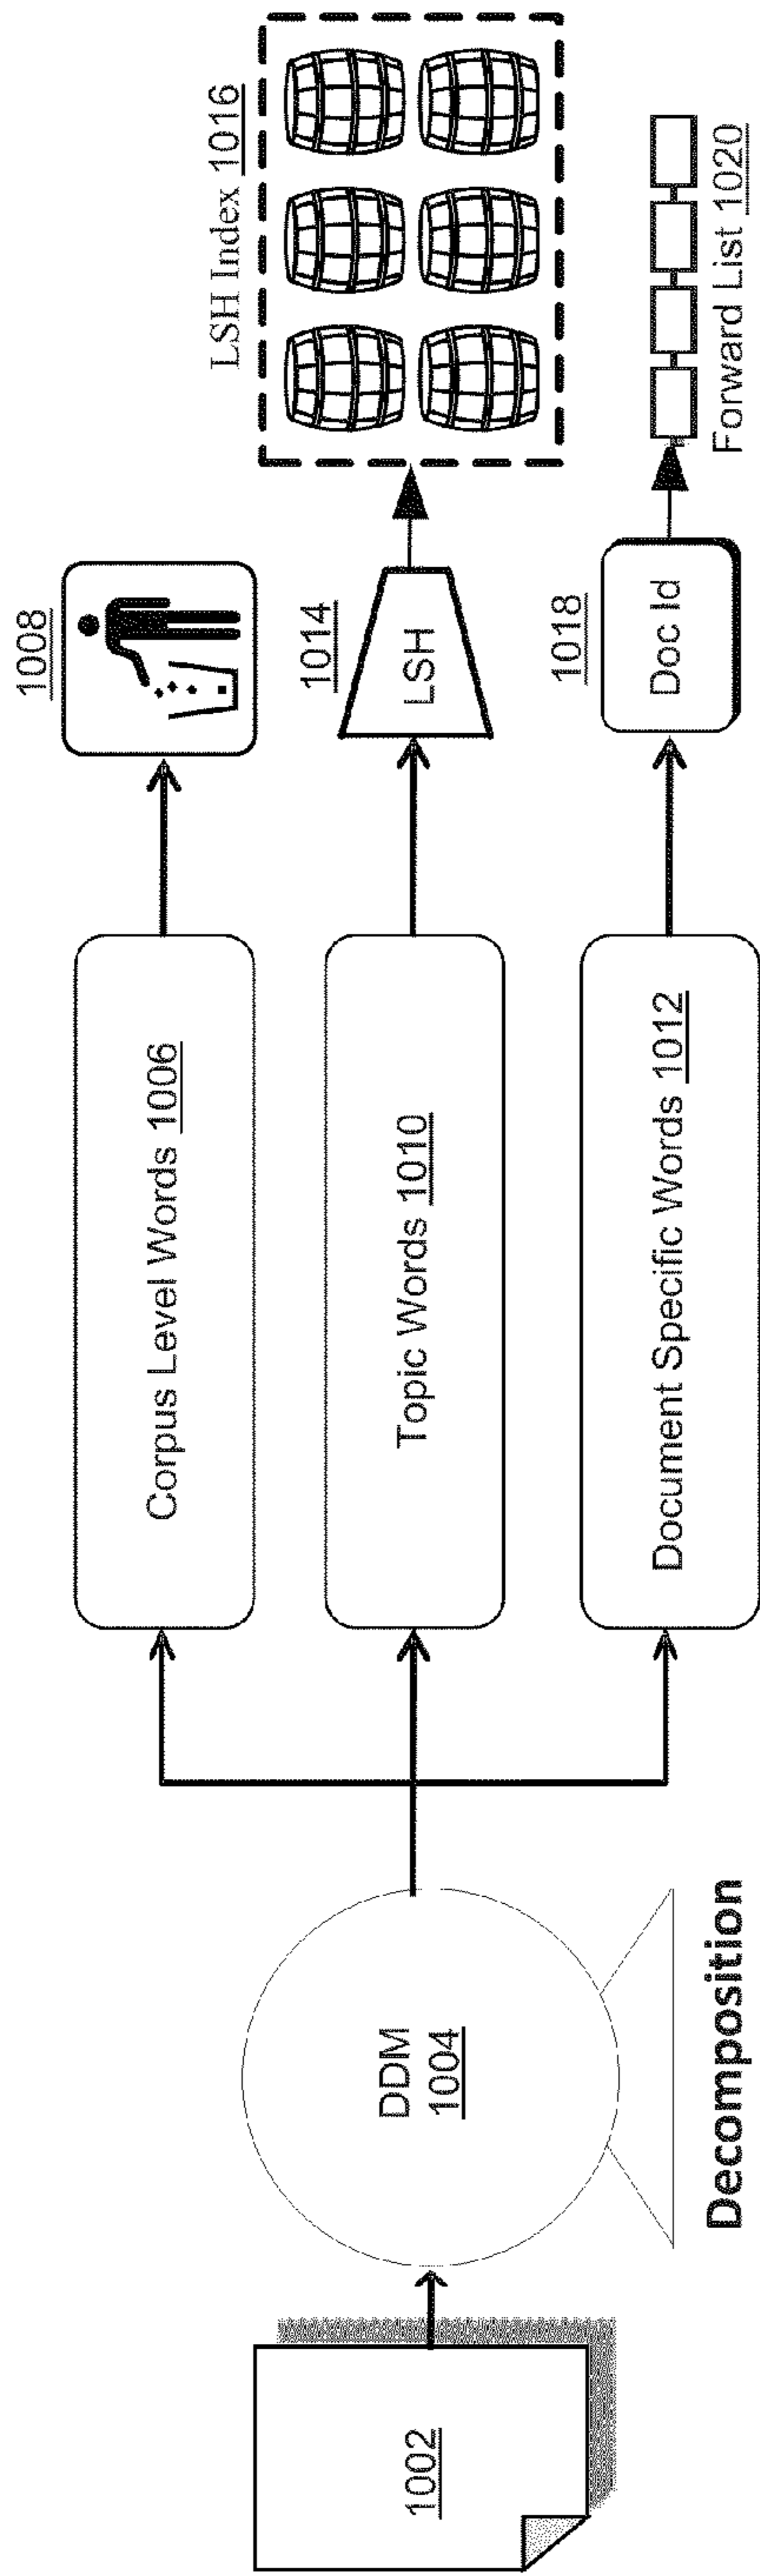 1002
DDM
1004
Decomposition
Corpus Level Words 1006
1008
Topic Words 1010
1014
LSH
LSH Index 1016
Document Specific Words 1012
1018
Doc Id
Forward List 1020